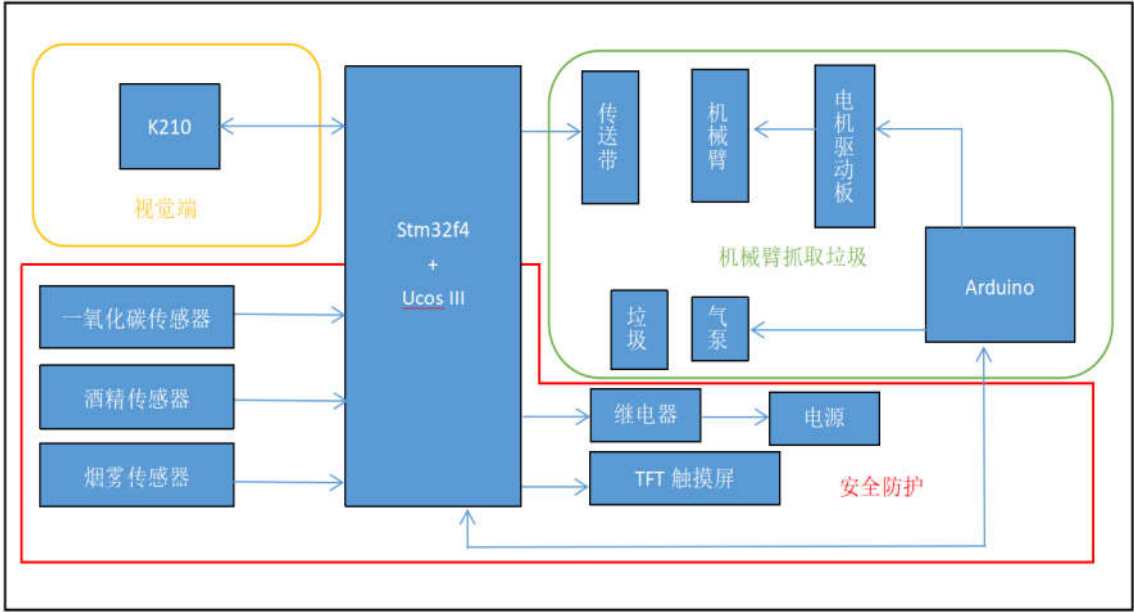 K210
视觉端
Stm32f4
+
Ucos III
传送带
机械臂
电机驱动板
机械臂抓取垃圾
Arduino
垃圾
气泵
一氧化碳传感器
酒精传感器
烟雾传感器
继电器
电源
TFT 触摸屏
安全防护